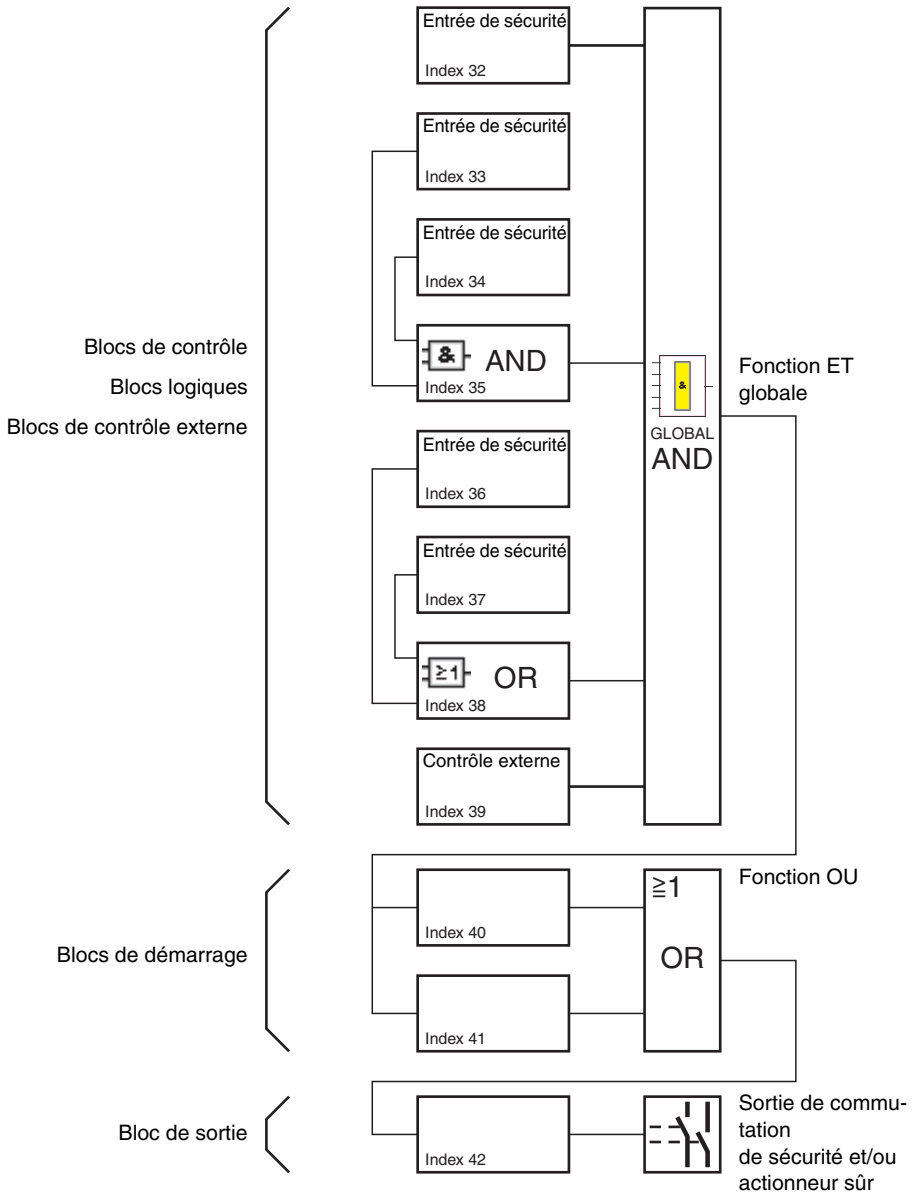 Entrée de sécurité
Index 32
Entrée de sécurité
Index 33
Entrée de sécurité
Index 34
Blocs de contrôle
Blocs logiques
Blocs de contrôle externe
& AND
Index 35
Entrée de sécurité
Index 36
Entrée de sécurité
Index 37
≧1 OR
Index 38
Contrôle externe
Index 39
&
GLOBAL
AND
Fonction ET
globale
Blocs de démarrage
Index 40
Index 41
≧1
OR
Fonction OU
Bloc de sortie
Index 42
Sortie de commu-
tation
de sécurité et/ou
actionneur sûr